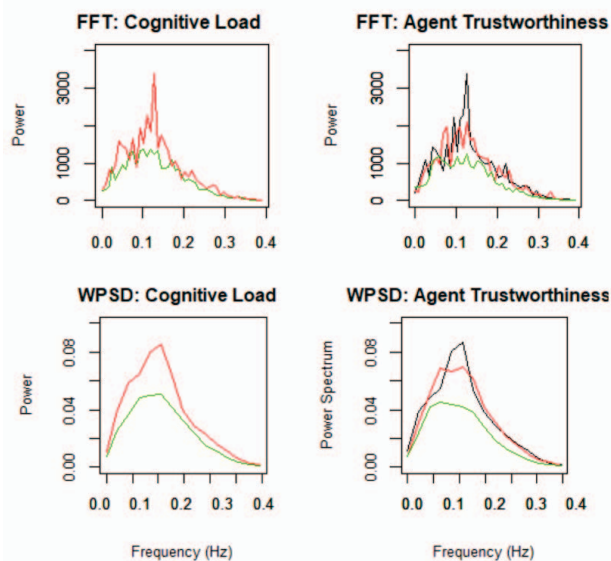 FFT: Cognitive Load
Power
3000
1000
0
0.0 0.1 0.2 0.3 0.4
FFT: Agent Trustworthiness
Power
3000
1000
0
0.0 0.1 0.2 0.3 0.4
WPSD: Cognitive Load
Power
0.08
0.04
0.00
0.0 0.1 0.2 0.3 0.4
Frequency (Hz)
WPSD: Agent Trustworthiness
Power Spectrum
0.08
0.04
0.00
0.0 0.1 0.2 0.3 0.4
Frequency (Hz)